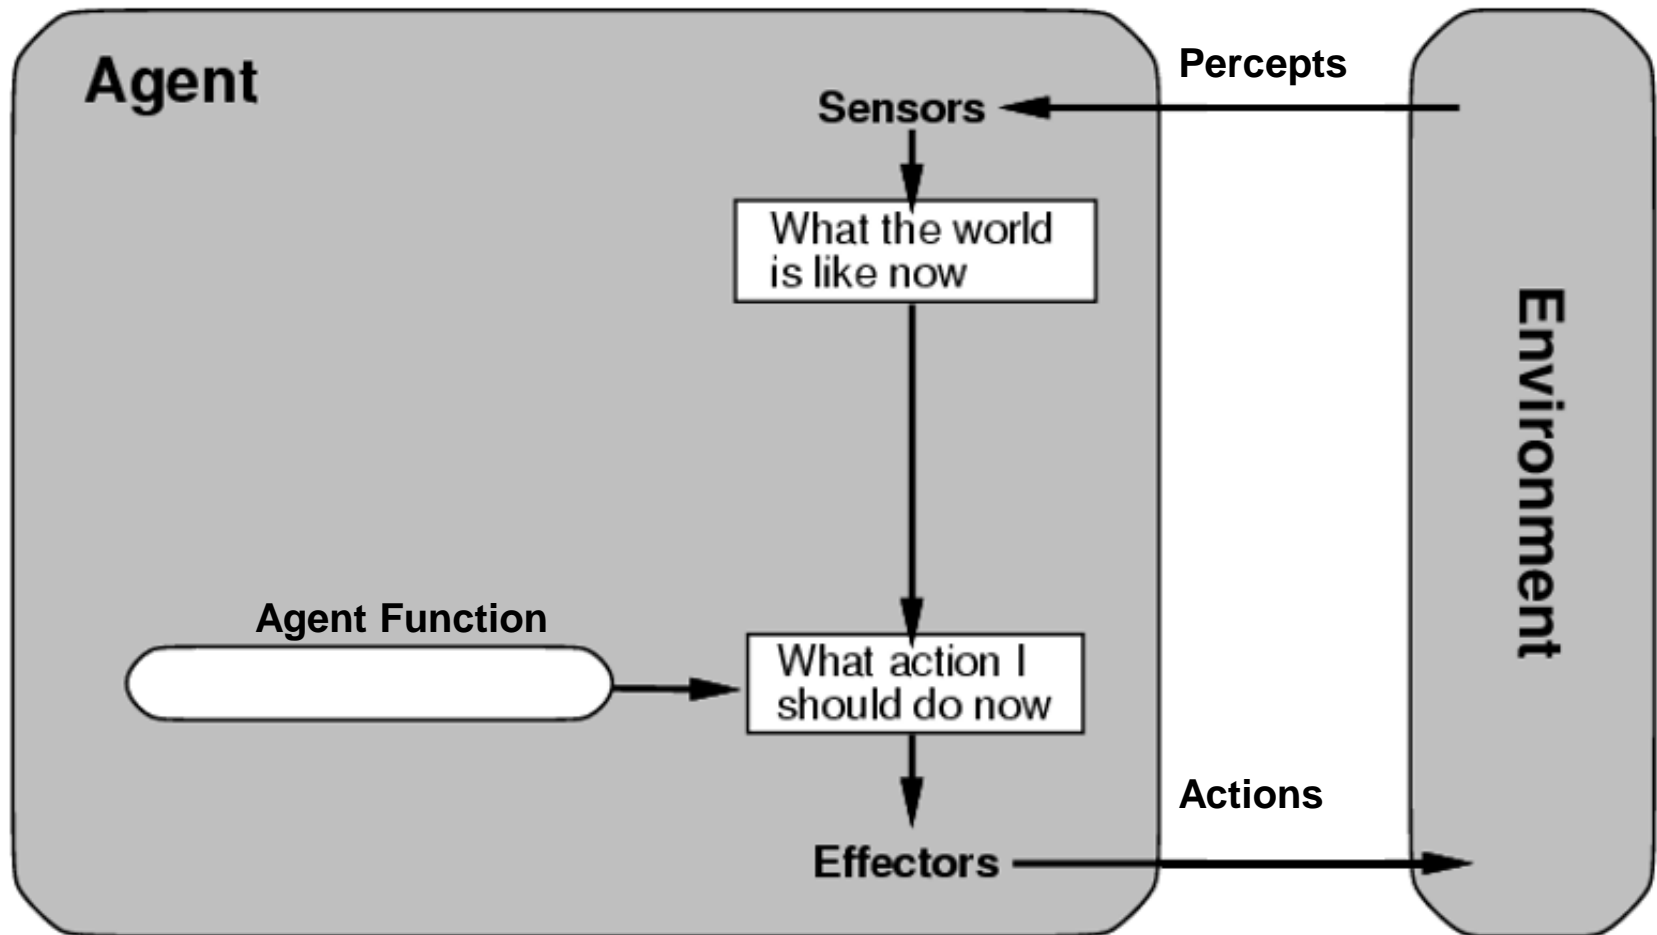 Agent
Percepts
Sensors
What the world
is like now
Environment
Agent Function
What action I
should do now
Actions
Effectors